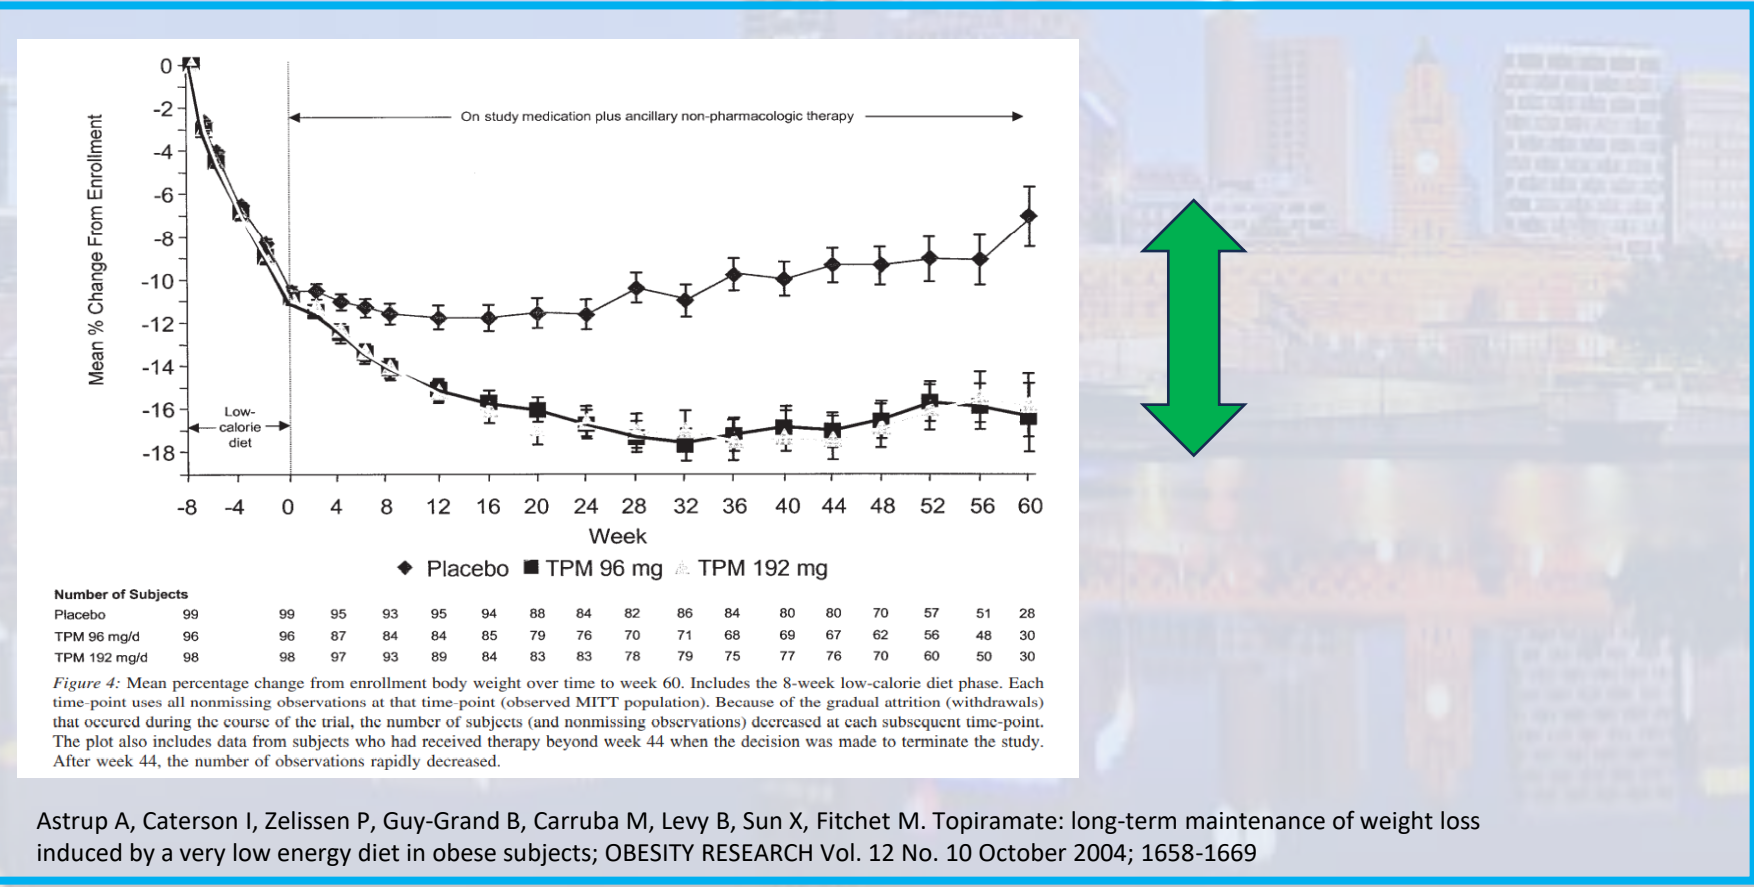 0
-2
-4
-6
-8
-10
-12
-14
-16
-18
Mean % Change From Enrollment
On study medication plus ancillary non-pharmacologic therapy
Low-
calorie
diet
-8 -4 0 4 8 12 16 20 24 28 32 36 40 44 48 52 56 60
Week
Placebo TPM 96 mg TPM 192 mg
Number of Subjects
Placebo 99 99 95 93 95 94 88 84 82 86 84 80 80 70 57 51 28
TPM 96 mg/d 96 96 87 84 84 85 79 76 70 71 68 69 67 62 56 48 30
TPM 192 mg/d 98 98 97 93 89 84 83 83 78 79 75 77 76 70 60 50 30
Figure 4: Mean percentage change from enrollment body weight over time to week 60. Includes the 8-week low-calorie diet phase. Each
time-point uses all nonmissing observations at that time-point (observed MITT population). Because of the gradual attrition (withdrawals)
that occured during the course of the trial, the number of subjects (and nonmissing observations) decreased at each subsequent time-point.
The plot also includes data from subjects who had received therapy beyond week 44 when the decision was made to terminate the study.
After week 44, the number of observations rapidly decreased.
Astrup A, Caterson I, Zelissen P, Guy-Grand B, Carruba M, Levy B, Sun X, Fitchet M. Topiramate: long-term maintenance of weight loss
induced by a very low energy diet in obese subjects; OBESITY RESEARCH Vol. 12 No. 10 October 2004; 1658-1669